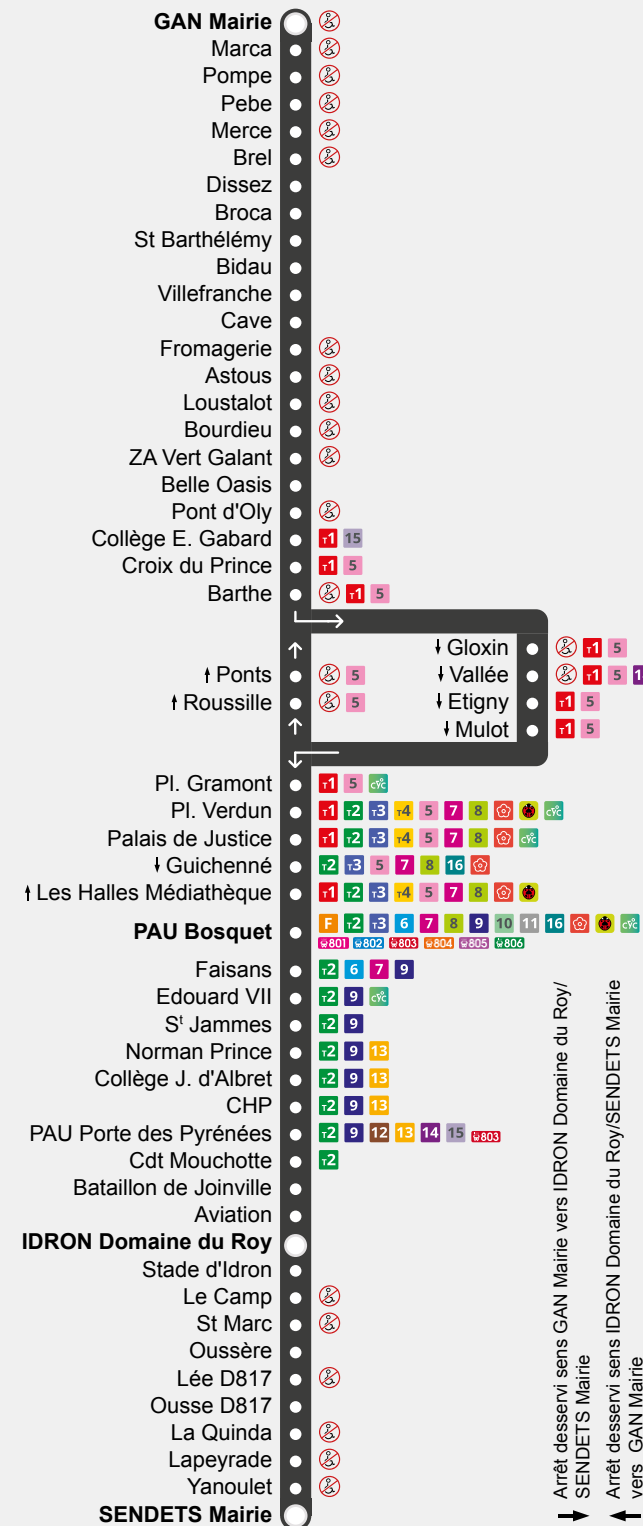 GAN Mairie
Marca
Pompe
Pebe
Merce
Brel
Dissez
Broca
St Barthélémy
Bidau
Villefranche
Cave
Fromagerie
Astous
Loustalot
Bourdieu
ZA Vert Galant
Belle Oasis
Pont d'Oly
Collège E. Gabard T1 15
Croix du Prince T1 5
Barthe T1 5
Gloxin T1 5
Ponts 5
Vallée T1 5
Roussille 5
Etigny T1 5
Mulot T1 5
Pl. Gramont T1 5 cyc
Pl. Verdun T1 T2 T3 T4 5 7 8 cyc
Palais de Justice T1 T2 T3 T4 5 7 8 cyc
Guichenné T2 T3 5 7 8 16
Les Halles Médiathèque T1 T2 T3 T4 5 7 8
PAU Bosquet F T2 T3 6 7 8 9 10 11 16 cyc
801 802 803 804 805 806
Faisans T2 6 7 9
Edouard VII T2 9 cyc
St Jammes T2 9
Norman Prince T2 9 13
Collège J. d'Albret T2 9 13
CHP T2 9 13
PAU Porte des Pyrénées T2 9 12 13 14 15 803
Cdt Mouchotte T2
Bataillon de Joinville
Aviation
IDRON Domaine du Roy
Stade d'Idron
Le Camp
St Marc
Oussère
Lée D817
Ousse D817
La Quinda
Lapeyrade
Yanoulet
SENDETS Mairie
Arrêt desservi sens GAN Mairie vers IDRON Domaine du Roy/
SENDETS Mairie
Arrêt desservi sens IDRON Domaine du Roy/SENDETS Mairie
vers GAN Mairie